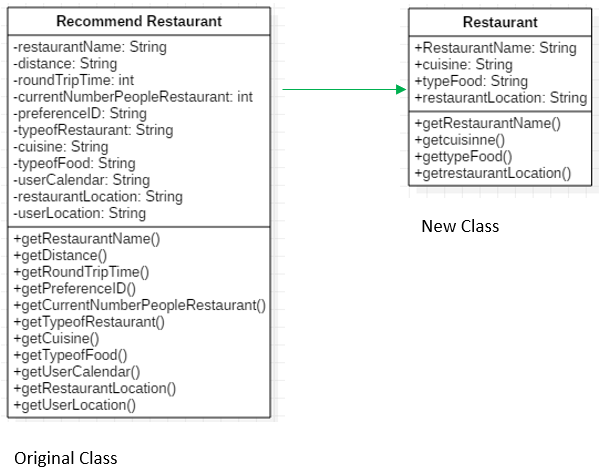 Recommend Restaurant
-restaurantName: String
-distance: String
-roundTripTime: int
-currentNumberPeopleRestaurant: int
-preferenceID: String
-typeofRestaurant: String
-cuisine: String
-typeofFood: String
-userCalendar: String
-restaurantLocation: String
-userLocation: String
+getRestaurantName()
+getDistance()
+getRoundTripTime()
+getPreferenceID()
+getCurrentNumberPeopleRestaurant()
+getTypeofRestaurant()
+getCuisine()
+getTypeofFood()
+getUserCalendar()
+getRestaurantLocation()
+getUserLocation()
Original Class
Restaurant
+RestaurantName: String
+cuisine: String
+typeFood: String
+restaurantLocation: String
+getRestaurantName()
+getcuisinne()
+gettypeFood()
+getrestaurantLocation()
New Class